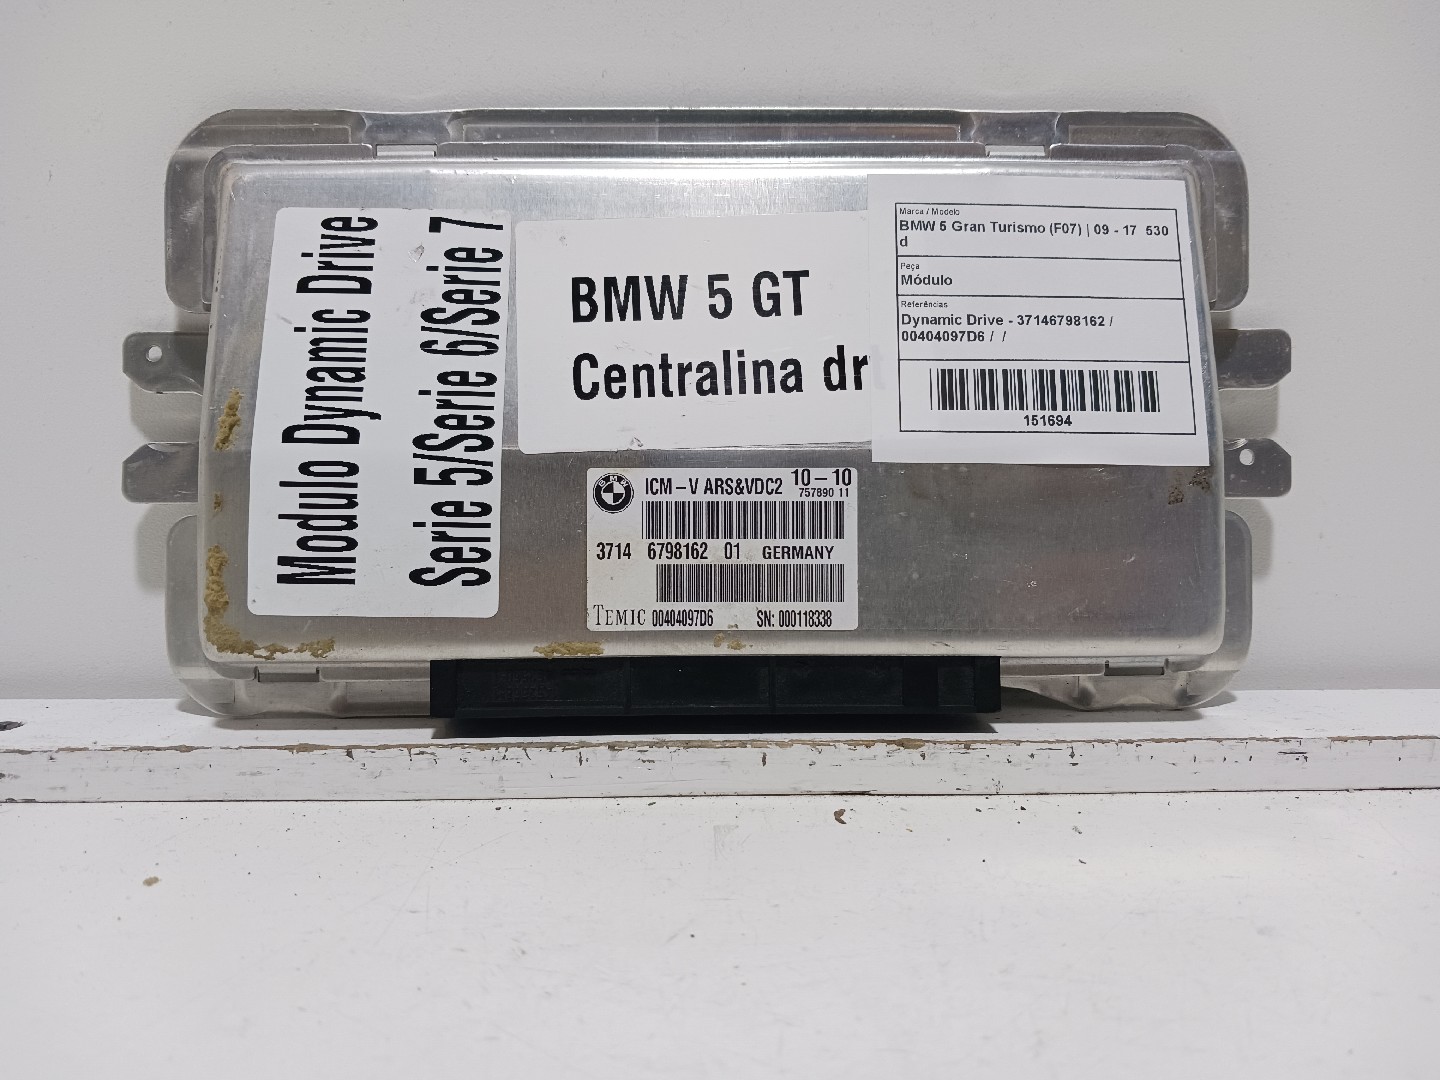 Modulo Dynamic Drive
Serie 5/Serie 6/Serie 7
BMW 5 GT
Centralina
Marca / Modelo
BMW 5 Gran Turismo (F07) | 09 - 17 530
d
Peça
Módulo
Referências
Dynamic Drive - 37146798162 /
00404097D6 / /
151694
BMW
ICM-V ARS&VDC2 10-10
757890 11
3714 6798162 01 GERMANY
TEMIC 00404097D6 SN: 000118338